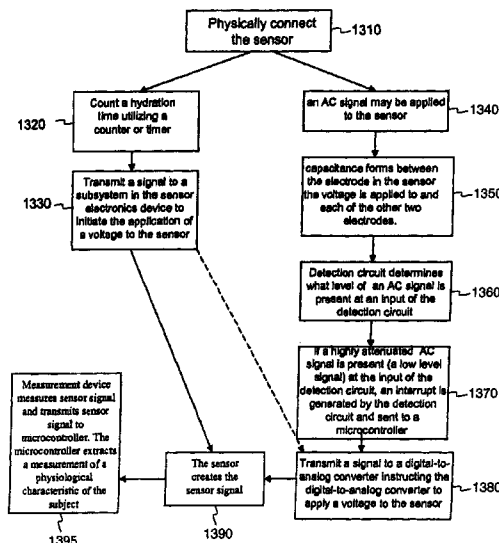 Physically connect
the sensor
1310
Count a hydration
time utilizing a
counter or timer
1320
an AC signal may be applied
to the sensor
1340
Transmit a signal to a
subsystem in the sensor
electronics device to
initiate the application of
a voltage to the sensor
1330
capacitance forms between
the electrode in the sensor
the voltage is applied to and
each of the other two
electrodes.
1350
Detection circuit determines
what level of an AC signal is
present at an input of the
detection circuit
1360
If a highly attenuated AC
signal is present (a low level
signal) at the input of the
detection circuit, an interrupt is
generated by the detection
circuit and sent to a
microcontroller
1370
Measurement device
measures sensor signal
and transmits sensor
signal to
microcontroller. The
microcontroller extracts
a measurement of a
physiological
characteristic of the
subject
1395
The sensor
creates the
sensor signal
1390
Transmit a signal to a digital-to-
analog converter instructing the
digital-to-analog converter to
apply a voltage to the sensor
1380